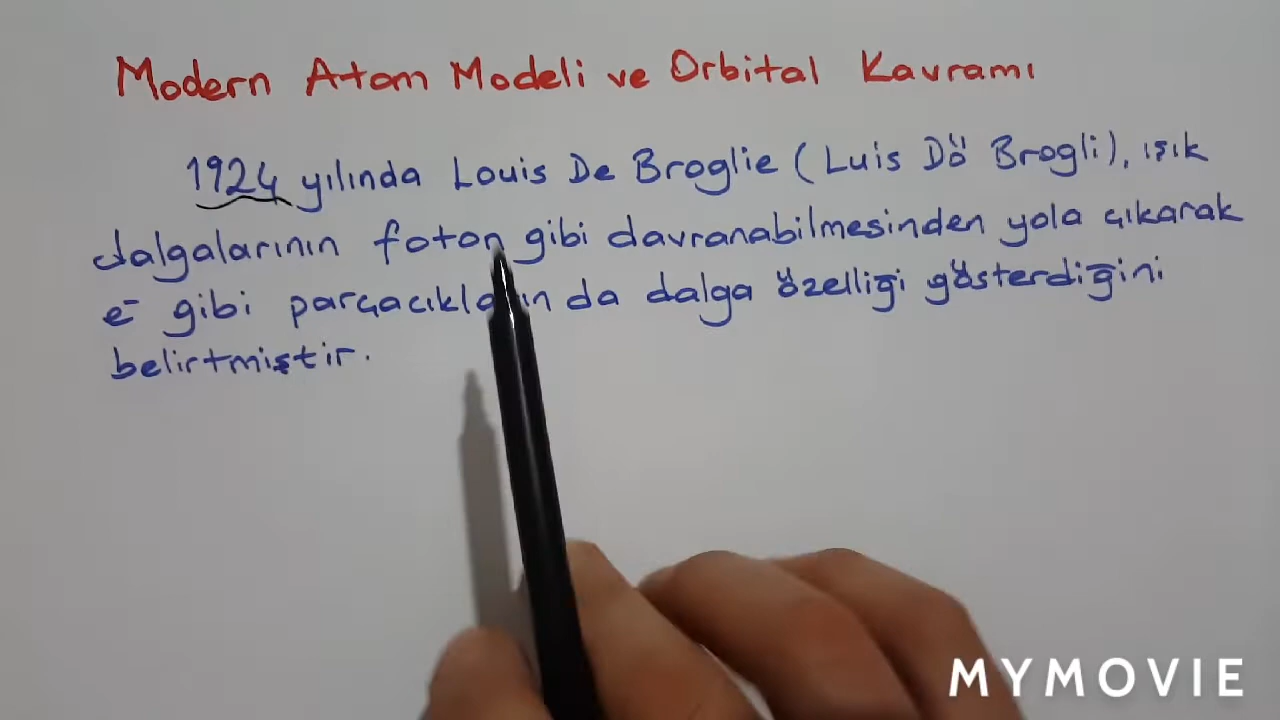 Modern Atom Modeli ve Orbital Kavramı
1924 yılında Louis De Broglie (Luis Dö Brogli), ışık
dalgalarının foton gibi davranabilmesinden yola çıkarak
e⁻ gibi parçacıkların da dalga özelliği gösterdiğini
belirtmiştir.
MYMOVIE